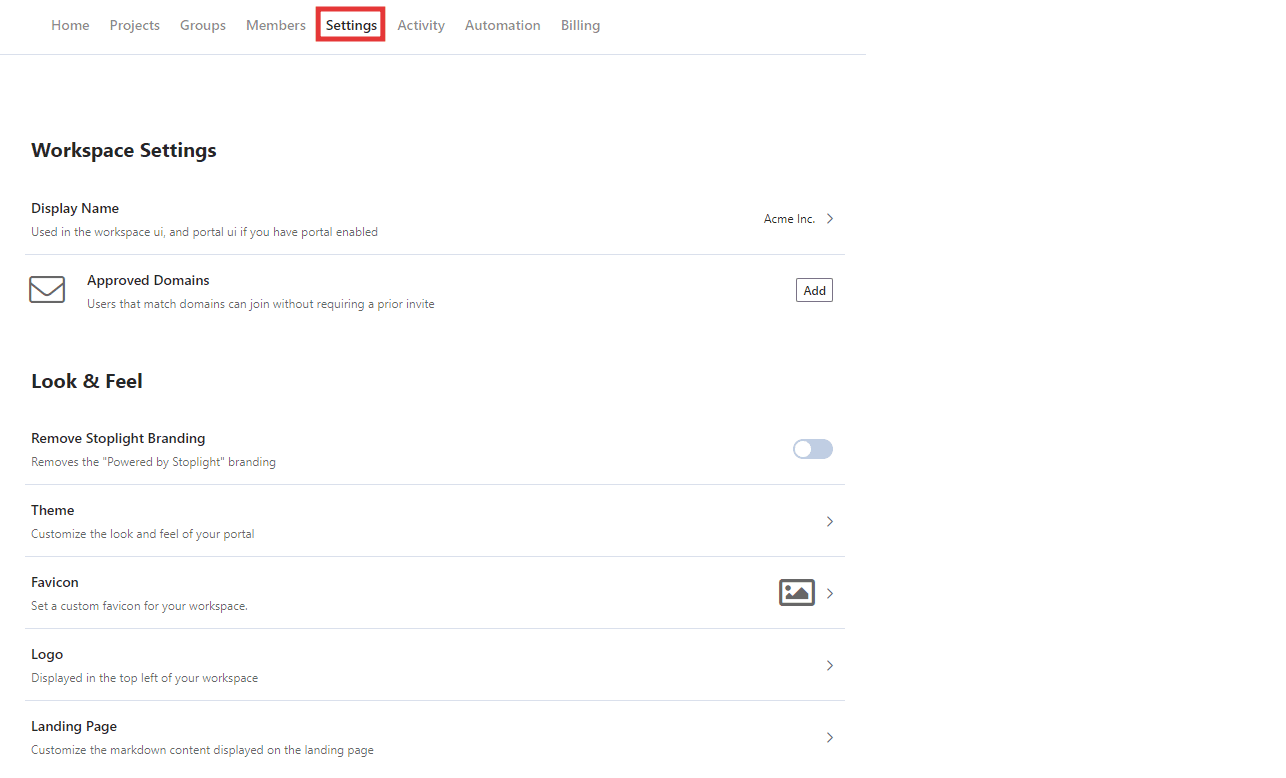 Home Projects Groups Members Settings Activity Automation Billing
Workspace Settings
Display Name
Used in the workspace ui, and portal ui if you have portal enabled
Acme Inc.
Approved Domains
Users that match domains can join without requiring a prior invite
Add
Look & Feel
Remove Stoplight Branding
Removes the "Powered by Stoplight" branding
Theme
Customize the look and feel of your portal
Favicon
Set a custom favicon for your workspace.
Logo
Displayed in the top left of your workspace
Landing Page
Customize the markdown content displayed on the landing page